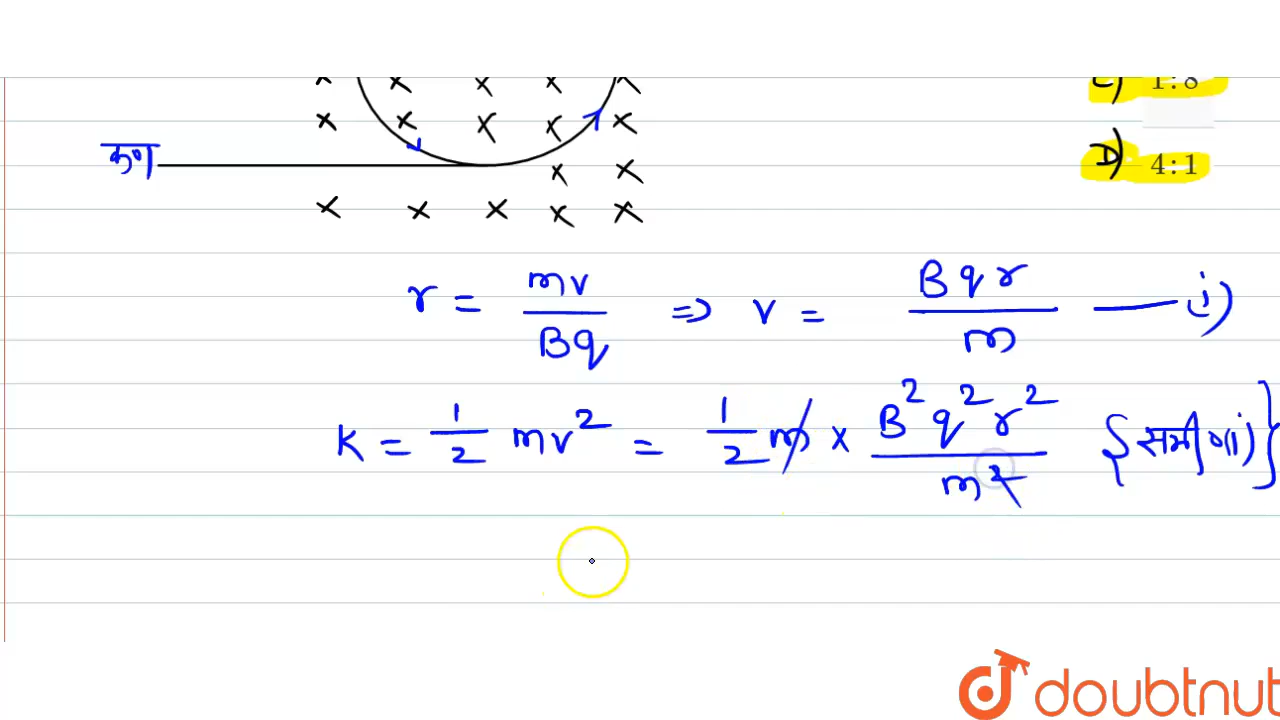 C) 1:8
कण
D) 4:1
r = mv/Bq ⇒ v = Bqr/m — (i)
K = 1/2 mv² = 1/2 m × B²q²r²/m² {समी० (i)}
doubtnut